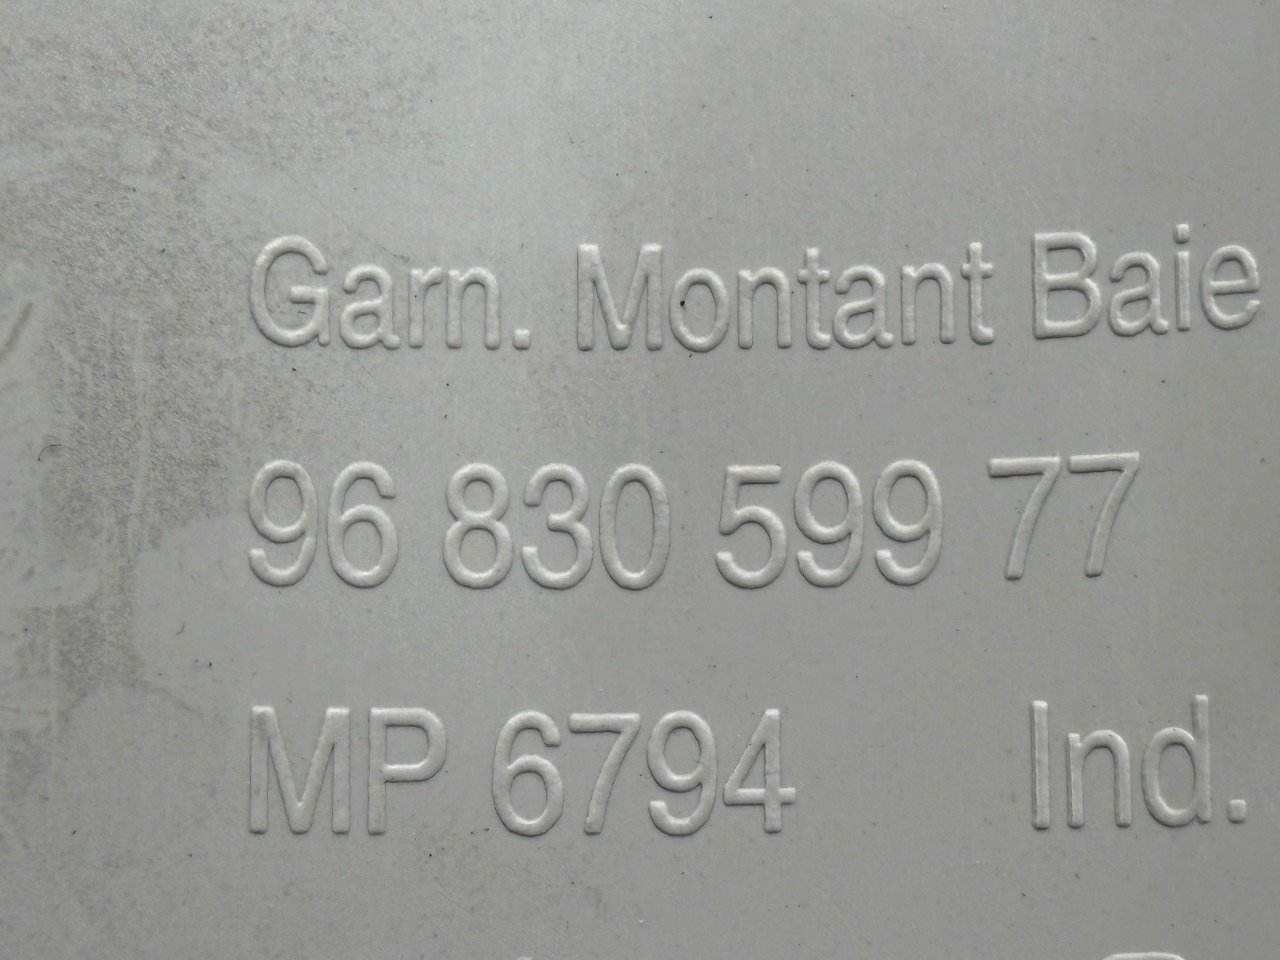 Garn. Montant Baie
96 830 599 77
MP 6794 Ind.